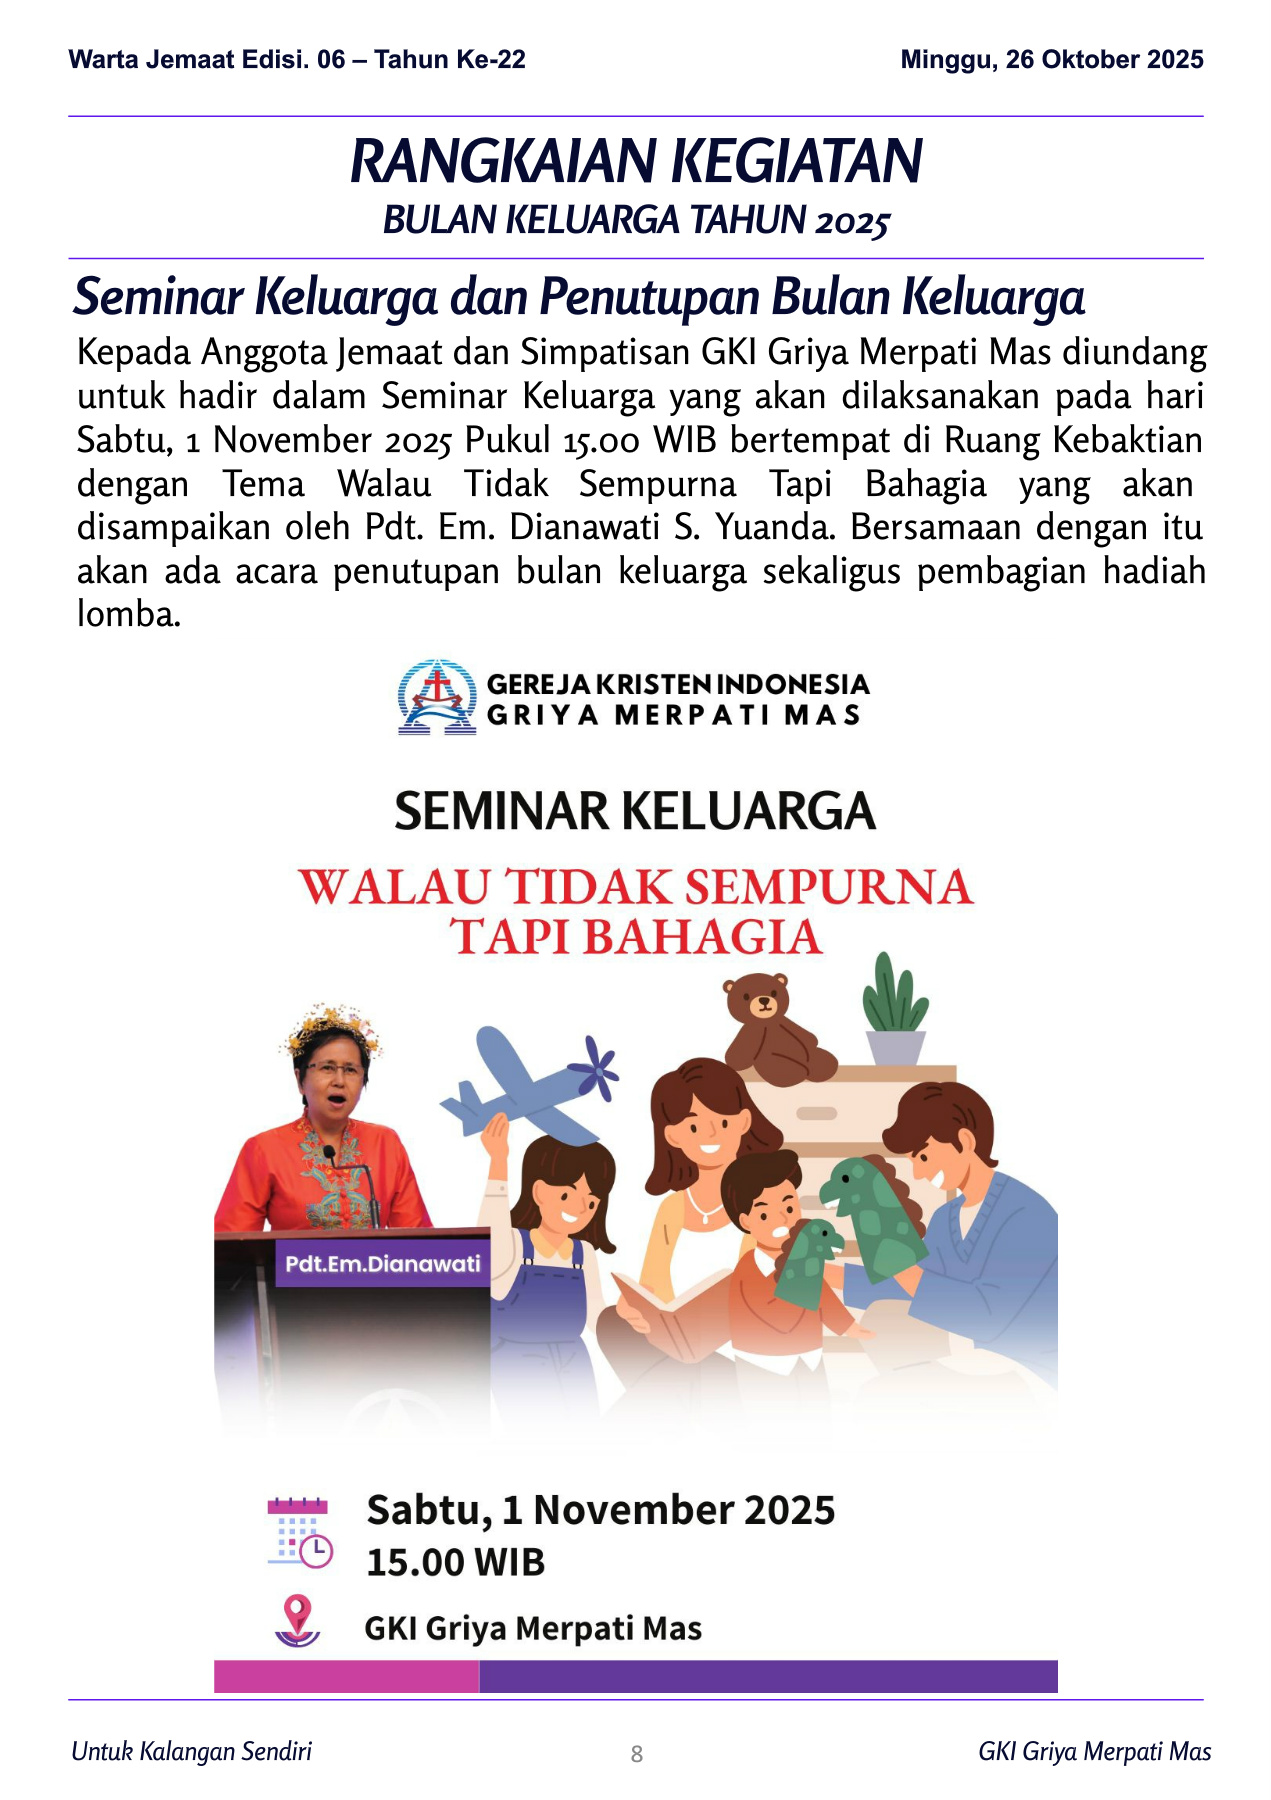 Warta Jemaat Edisi. 06 – Tahun Ke-22
Minggu, 26 Oktober 2025
RANGKAIAN KEGIATAN
BULAN KELUARGA TAHUN 2025
Seminar Keluarga dan Penutupan Bulan Keluarga
Kepada Anggota Jemaat dan Simpatisan GKI Griya Merpati Mas diundang
untuk hadir dalam Seminar Keluarga yang akan dilaksanakan pada hari
Sabtu, 1 November 2025 Pukul 15.00 WIB bertempat di Ruang Kebaktian
dengan Tema Walau Tidak Sempurna Tapi Bahagia yang akan
disampaikan oleh Pdt. Em. Dianawati S. Yuanda. Bersamaan dengan itu
akan ada acara penutupan bulan keluarga sekaligus pembagian hadiah
lomba.
GEREJA KRISTEN INDONESIA
GRIYA MERPATI MAS
SEMINAR KELUARGA
WALAU TIDAK SEMPURNA
TAPI BAHAGIA
Pdt.Em.Dianawati
Sabtu, 1 November 2025
15.00 WIB
GKI Griya Merpati Mas
Untuk Kalangan Sendiri
8
GKI Griya Merpati Mas